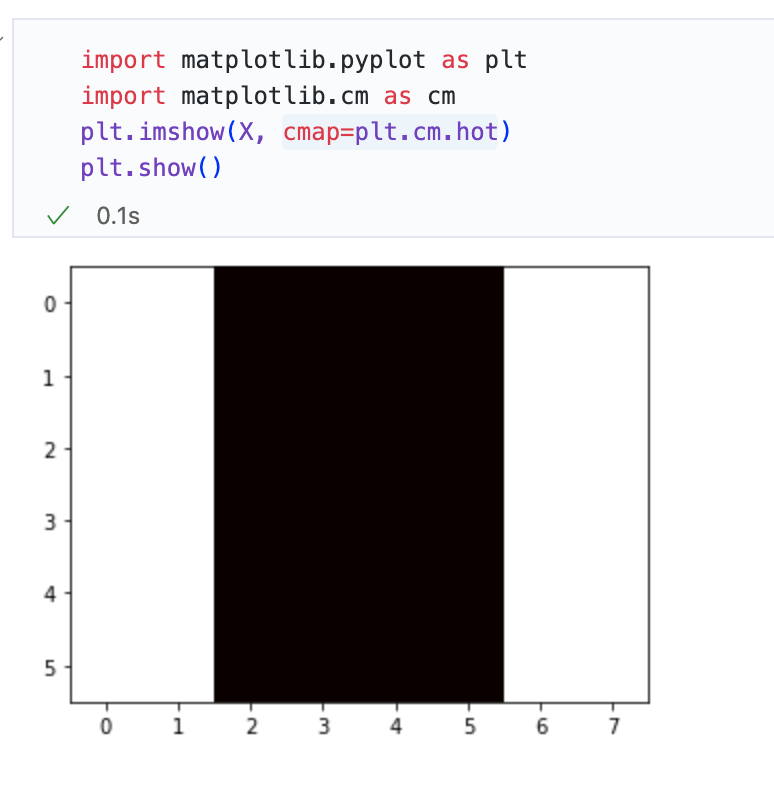 import matplotlib.pyplot as plt
import matplotlib.cm as cm
plt.imshow(X, cmap=plt.cm.hot)
plt.show()
0.1s
0
1
2
3
4
5
0 1 2 3 4 5 6 7